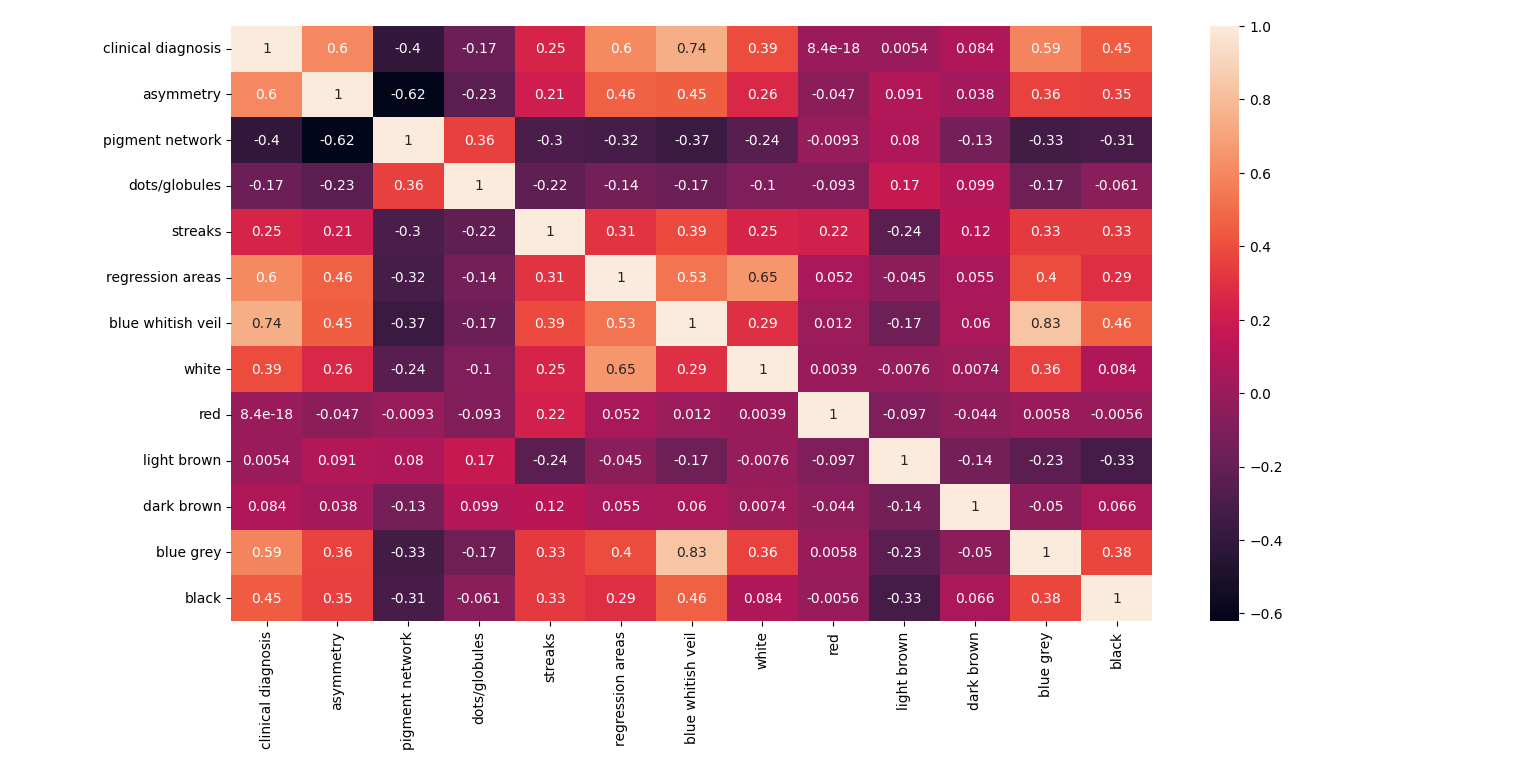 clinical diagnosis 1 0.6 -0.4 -0.17 0.25 0.6 0.74 0.39 8.4e-18 0.0054 0.084 0.59 0.45
asymmetry 0.6 1 -0.62 -0.23 0.21 0.46 0.45 0.26 -0.047 0.091 0.038 0.36 0.35
pigment network -0.4 -0.62 1 0.36 -0.3 -0.32 -0.37 -0.24 -0.0093 0.08 -0.13 -0.33 -0.31
dots/globules -0.17 -0.23 0.36 1 -0.22 -0.14 -0.17 -0.1 -0.093 0.17 0.099 -0.17 -0.061
streaks 0.25 0.21 -0.3 -0.22 1 0.31 0.39 0.25 0.22 -0.24 0.12 0.33 0.33
regression areas 0.6 0.46 -0.32 -0.14 0.31 1 0.53 0.65 0.052 -0.045 0.055 0.4 0.29
blue whitish veil 0.74 0.45 -0.37 -0.17 0.39 0.53 1 0.29 0.012 -0.17 0.06 0.83 0.46
white 0.39 0.26 -0.24 -0.1 0.25 0.65 0.29 1 0.0039 -0.0076 0.0074 0.36 0.084
red 8.4e-18 -0.047 -0.0093 -0.093 0.22 0.052 0.012 0.0039 1 -0.097 -0.044 0.0058 -0.0056
light brown 0.0054 0.091 0.08 0.17 -0.24 -0.045 -0.17 -0.0076 -0.097 1 -0.14 -0.23 -0.33
dark brown 0.084 0.038 -0.13 0.099 0.12 0.055 0.06 0.0074 -0.044 -0.14 1 -0.05 0.066
blue grey 0.59 0.36 -0.33 -0.17 0.33 0.4 0.83 0.36 0.0058 -0.23 -0.05 1 0.38
black 0.45 0.35 -0.31 -0.061 0.33 0.29 0.46 0.084 -0.0056 -0.33 0.066 0.38 1
clinical diagnosis
asymmetry
pigment network
dots/globules
streaks
regression areas
blue whitish veil
white
red
light brown
dark brown
blue grey
black
1.0
0.8
0.6
0.4
0.2
0.0
−0.2
−0.4
−0.6